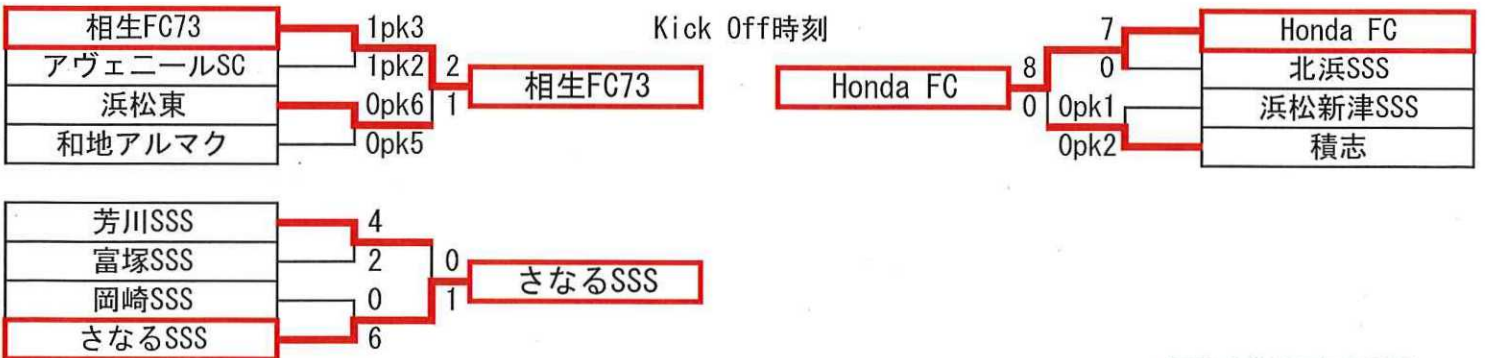 相生FC73
アヴェニールSC
浜松東
和地アルマク
1pk3
1pk2
0pk6
0pk5
2
1
相生FC73
Kick Off時刻
Honda FC
8
0
7
0
0pk1
0pk2
Honda FC
北浜SSS
浜松新津SSS
積志
芳川SSS
富塚SSS
岡崎SSS
さなるSSS
4
2
0
6
0
1
さなるSSS